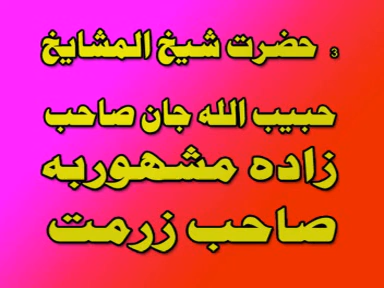 3 حضرت شیخ المشایخ
حبیب الله جان صاحب
زاده مشهوربه
صاحب زرمت